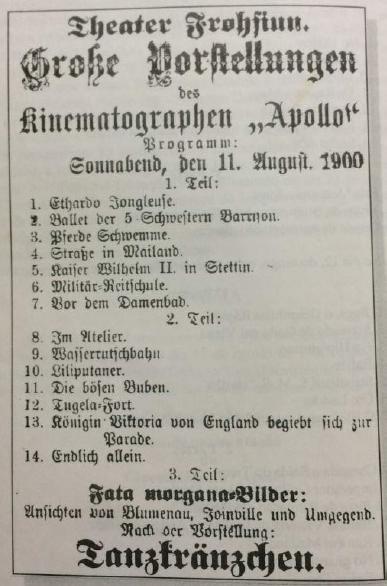 Theater Frohsinn.
Große Vorstellungen
des
Kinematographen „Apollo“
Programm:
Sonnabend, den 11. August. 1900
1. Teil:
1. Ethardo Jongleuse.
2. Ballet der 5 Schwestern Barryon.
3. Pferde Schwemme.
4. Straße in Mailand.
5. Kaiser Wilhelm II. in Stettin.
6. Militär-Reitschule.
7. Vor dem Damenbad.
2. Teil:
8. Im Atelier.
9. Wasserrutschbahn
10. Liliputaner.
11. Die bösen Buben.
12. Tugela-Fort.
13. Königin Viktoria von England begiebt sich zur
Parade.
14. Endlich allein.
3. Teil:
Fata morgana-Bilder:
Ansichten von Blumenau, Joinville und Umgegend.
Nach der Vorstellung:
Tanzkränzchen.